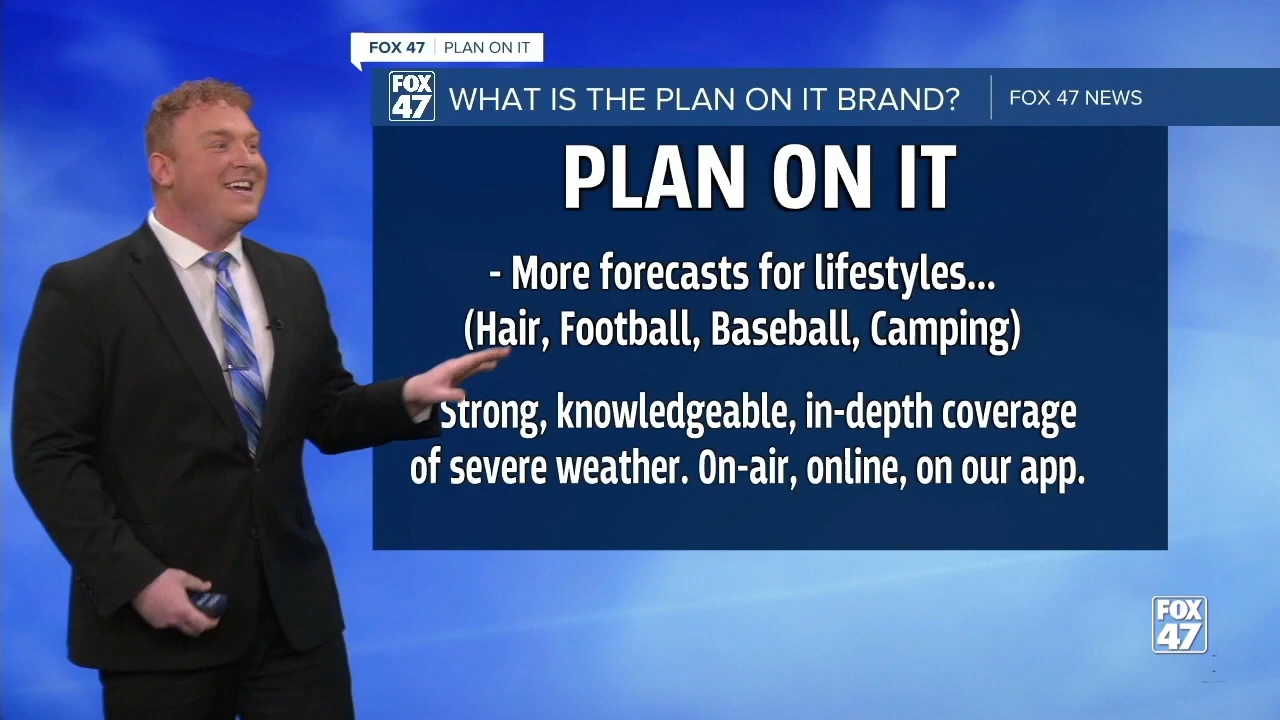 FOX 47 | PLAN ON IT
FOX 47
WHAT IS THE PLAN ON IT BRAND? | FOX 47 NEWS
PLAN ON IT
- More forecasts for lifestyles...
(Hair, Football, Baseball, Camping)
Strong, knowledgeable, in-depth coverage
of severe weather. On-air, online, on our app.
FOX
47